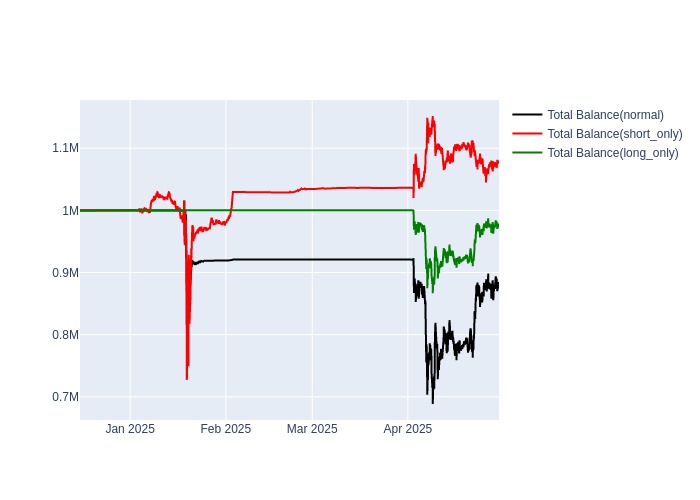 Total Balance(normal)
Total Balance(short_only)
Total Balance(long_only)
1.1M
1M
0.9M
0.8M
0.7M
Jan 2025
Feb 2025
Mar 2025
Apr 2025